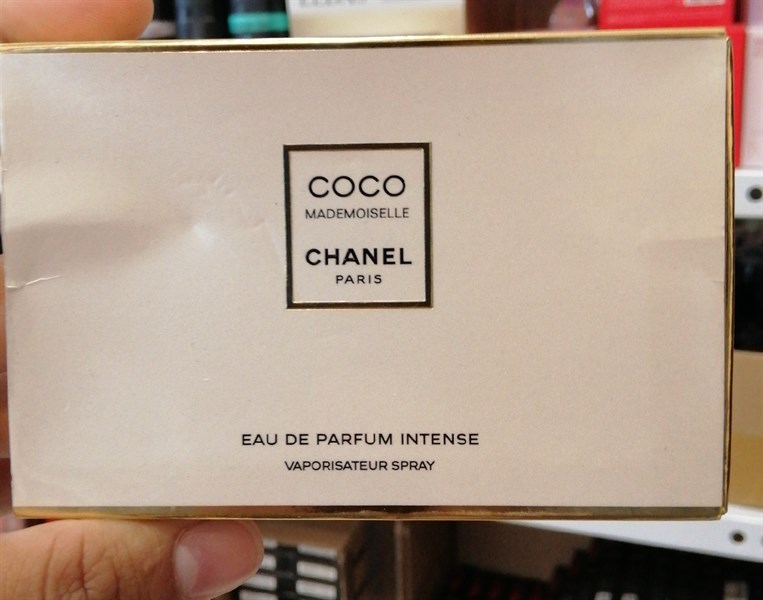 COCO
MADEMOISELLE
CHANEL
PARIS
EAU DE PARFUM INTENSE
VAPORISATEUR SPRAY